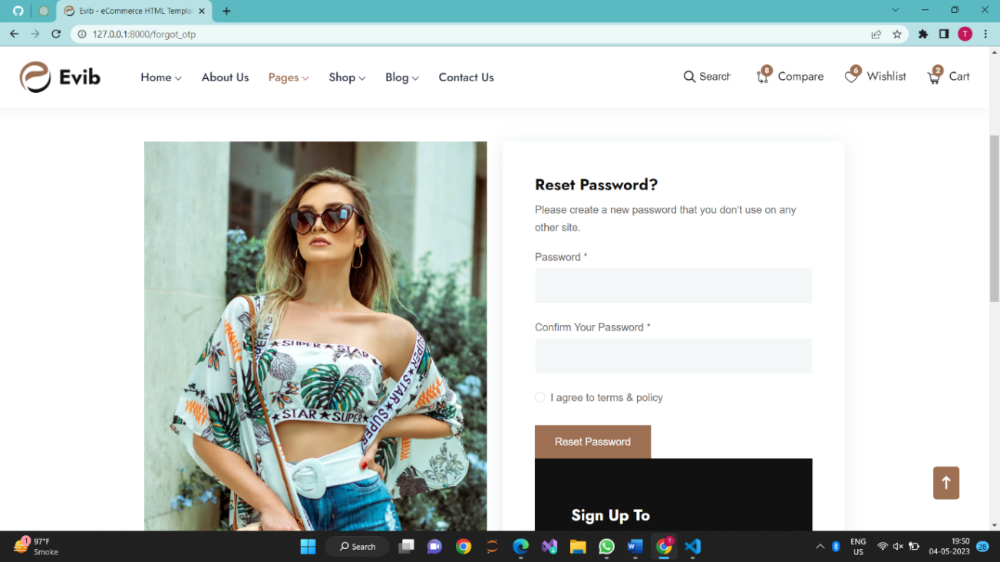 Evib - eCommerce HTML Templat
127.0.0.1:8000/forgot_otp
T
Evib
Home
About Us
Pages
Shop
Blog
Contact Us
Search
8
Compare
6
Wishlist
2
Cart
SUPER ★ STAR
SUPER ★ STAR ★ SUPER
★ STAR ★ SUPER ★
Reset Password?
Please create a new password that you don't use on any
other site.
Password *
Confirm Your Password *
I agree to terms & policy
Reset Password
Sign Up To
1
97°F
Smoke
Search
T
ENG
US
19:50
04-05-2023
28